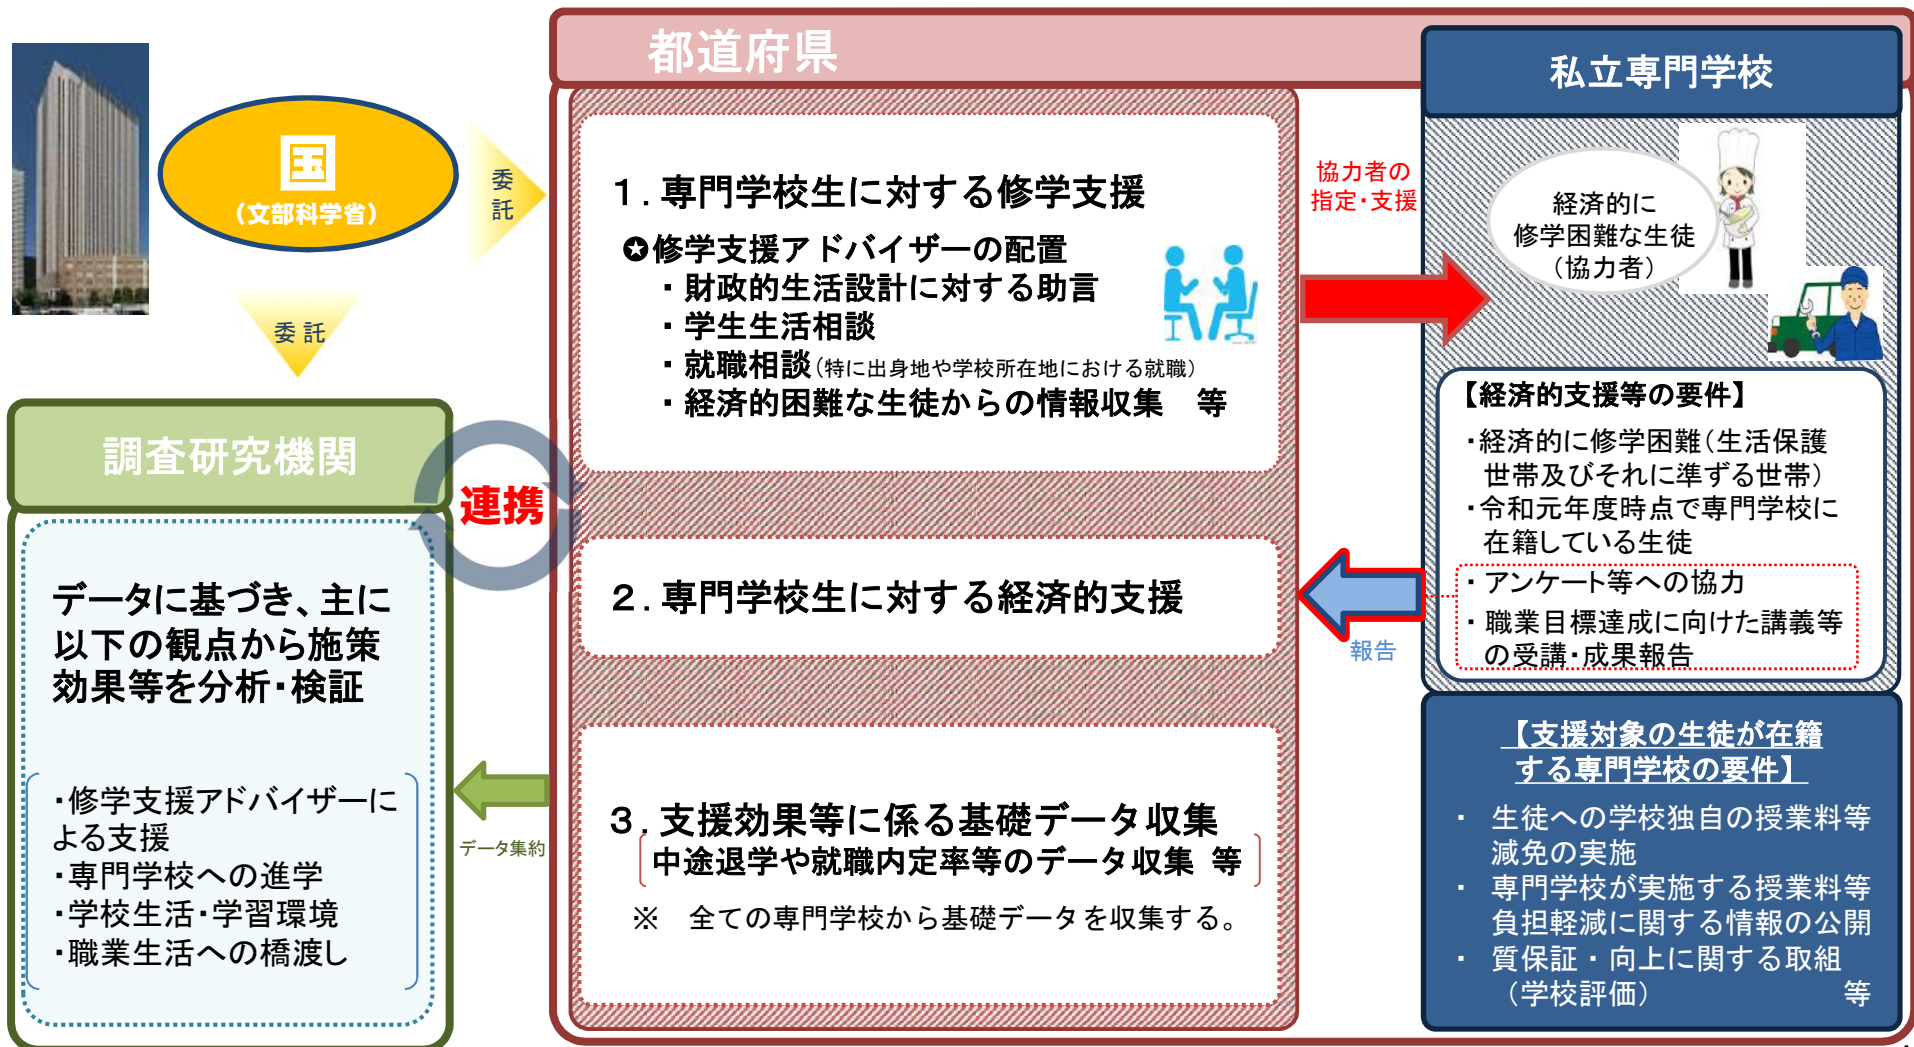 国
（文部科学省）
委
託
委 託
調査研究機関
連携
データに基づき、主に
以下の観点から施策
効果等を分析・検証
・修学支援アドバイザーに
よる支援
・専門学校への進学
・学校生活・学習環境
・職業生活への橋渡し
データ集約
都道府県
１．専門学校生に対する修学支援
✪修学支援アドバイザーの配置
・財政的生活設計に対する助言
・学生生活相談
・就職相談（特に出身地や学校所在地における就職）
・経済的困難な生徒からの情報収集　等
２．専門学校生に対する経済的支援
３．支援効果等に係る基礎データ収集
中途退学や就職内定率等のデータ収集 等
※　全ての専門学校から基礎データを収集する。
協力者の
指定・支援
報告
私立専門学校
経済的に
修学困難な生徒
（協力者）
【経済的支援等の要件】
・経済的に修学困難（生活保護
世帯及びそれに準ずる世帯）
・令和元年度時点で専門学校に
在籍している生徒
・アンケート等への協力
・職業目標達成に向けた講義等
の受講・成果報告
【支援対象の生徒が在籍
する専門学校の要件】
・ 生徒への学校独自の授業料等
減免の実施
・ 専門学校が実施する授業料等
負担軽減に関する情報の公開
・ 質保証・向上に関する取組
（学校評価）　　　　等